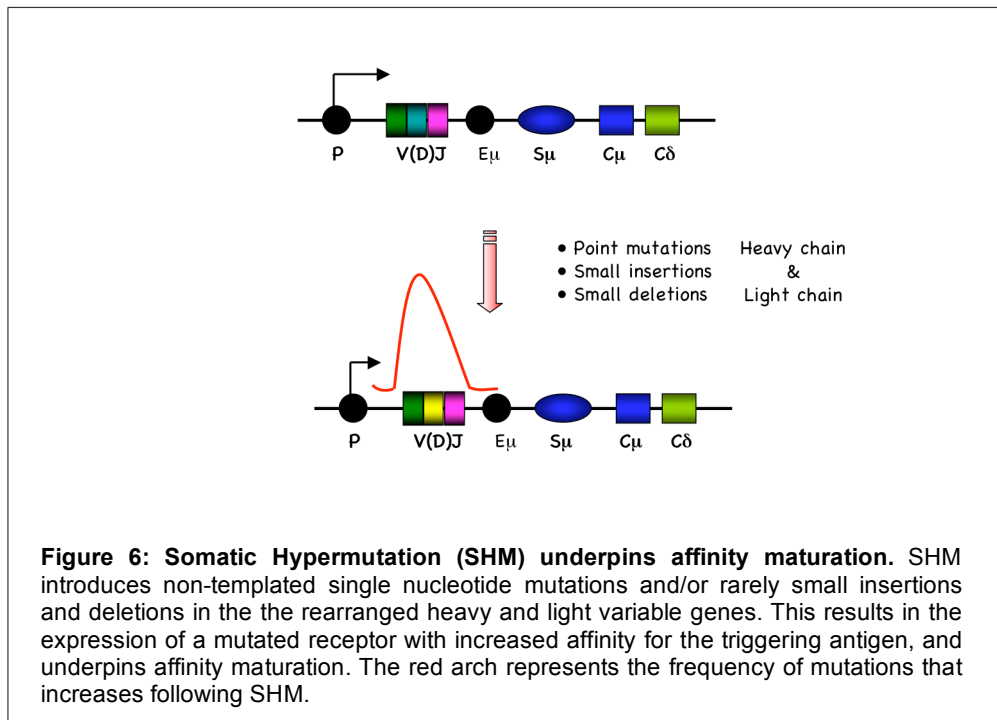 P V(D)J Eμ Sμ Cμ Cδ
● Point mutations Heavy chain
● Small insertions &
● Small deletions Light chain
P V(D)J Eμ Sμ Cμ Cδ
Figure 6: Somatic Hypermutation (SHM) underpins affinity maturation. SHM
introduces non-templated single nucleotide mutations and/or rarely small insertions
and deletions in the the rearranged heavy and light variable genes. This results in the
expression of a mutated receptor with increased affinity for the triggering antigen, and
underpins affinity maturation. The red arch represents the frequency of mutations that
increases following SHM.